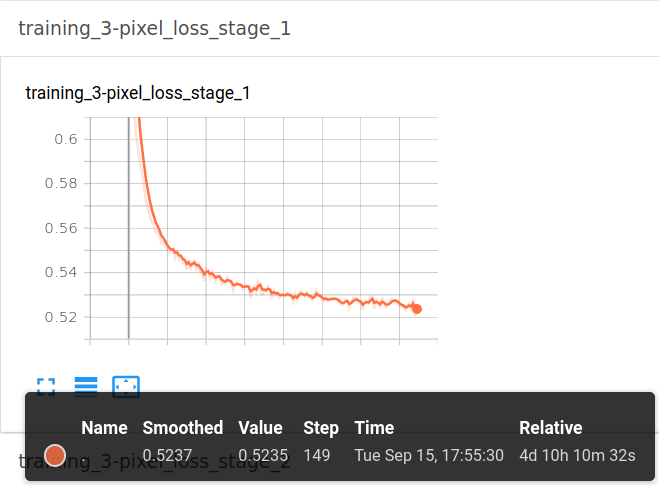 training_3-pixel_loss_stage_1
training_3-pixel_loss_stage_1
0.6
0.58
0.56
0.54
0.52
Name Smoothed Value Step Time Relative
. 0.5237 0.5235 149 Tue Sep 15, 17:55:30 4d 10h 10m 32s
training_3-pixel_loss_stage_2